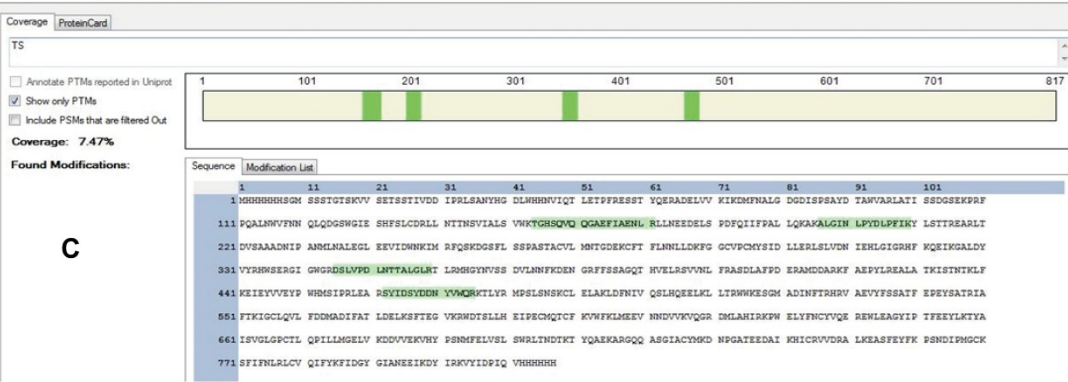 Coverage ProteinCard
TS
Annotate PTMs reported in Uniprot
Show only PTMs
Include PSMs that are filtered Out
Coverage: 7.47%
Found Modifications:
1 101 201 301 401 501 601 701 817
Sequence Modification List
C
1 11 21 31 41 51 61 71 81 91 101
1 MHHHHHHSGM SSSTGTSKVV SETSSTIVDD IPRLSANYHG DLWHHNVIQT LETPFRESST YQERADELVV KIKDMFNALG DGDISPSAYD TAWVARLATI SSDGSEKPRF
111 PQALNWVFNN QLQDGSWGIE SHFSLCDRLL NTTNSVIALS VWKTGHSQVQ QGAEFIAENL RLLNEEDELS PDFQIIFPAL LQKAKALGIN LPYDLPFIKY LSTTREARLT
221 DVSAAADNIP ANMLNALEGL EEVIDWNKIM RFQSKDGSFL SSPASTACVL MNTGDEKCFT FLNNLLDKFG GCVPCMYSID LLERLSLVDN IEHLGIGRHF KQEIKGALDY
331 VYRHWSERGI GWGRDSLVPD LNTTALGLRT LRMHGYNVSS DVLNNFKDEN GRFFSSAGQT HVELRSVVNL FRASDLAFPD ERAMDDARKF AEPYLREALA TKISTNTKLF
441 KEIEYVVEYP WHMSIPRLEA RSYIDSYDDN YVWQRKTLYR MPSLSNSKCL ELAKLDFNIV QSLHQEELKL LTRWWKESGM ADINFTRHRV AEVYFSSATF EPEYSATRIA
551 FTKIGCLQVL FDDMADIFAT LDELKSFTEG VKRWDTSLLH EIPECMQTCF KVWFKLMEEV NNDVVKVQGR DMLAHIRKPW ELYFNCYVQE REWLEAGYIP TFEEYLKTYA
661 ISVGLGPCTL QPILLMGELV KDDVVEKVHY PSNMFELVSL SWRLTNDTKT YQAEKARGQQ ASGIACYMKD NPGATEEDAI KHICRVVDRA LKEASFEYFK PSNDIPMGCK
771 SFIFNLRLCV QIFYKFIDGY GIANEEIKDY IRKVYIDPIQ VHHHHHH